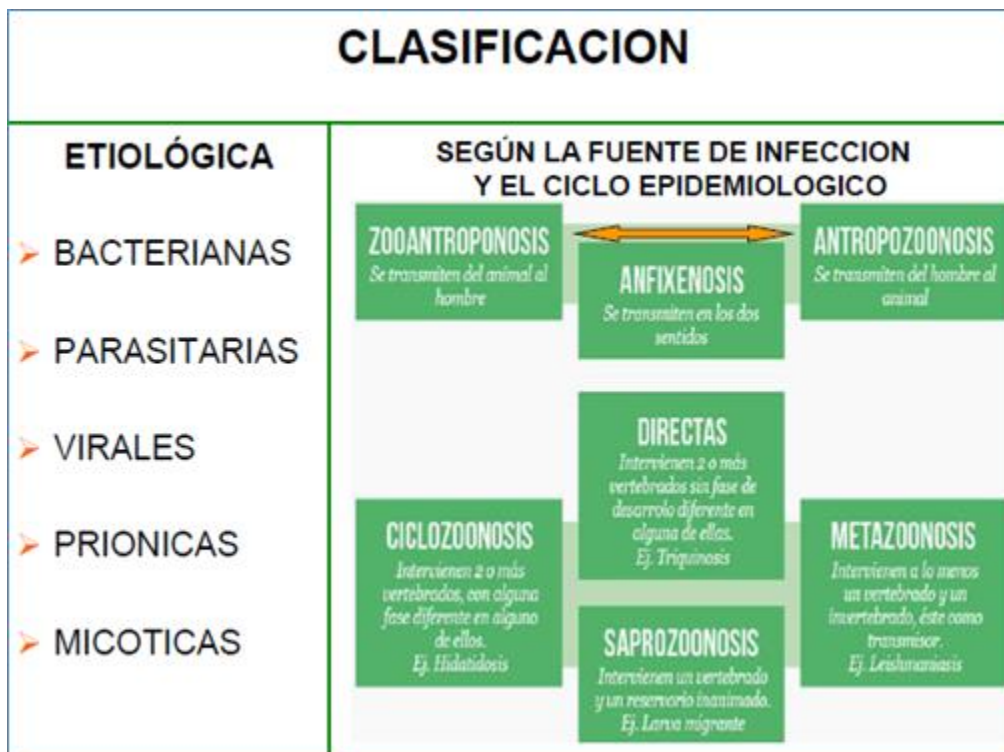 CLASIFICACION
ETIOLÓGICA
BACTERIANAS
PARASITARIAS
VIRALES
PRIONICAS
MICOTICAS
SEGÚN LA FUENTE DE INFECCION
Y EL CICLO EPIDEMIOLOGICO
ZOOANTROPONOSIS
Se transmiten del animal al
hombre
ANFIXENOSIS
Se transmiten en los dos
sentidos
ANTROPOZOONOSIS
Se transmiten del hombre al
animal
DIRECTAS
Intervienen 2 o más
vertebrados sin fase de
desarrolo diferente en
alguna de ellas.
Ej. Triquinosis
CICLOZOONOSIS
Intervienen 2 o más
vertebrados, con alguna
fase diferente en alguno
de ellos.
Ej. Hidatidosis
METAZOONOSIS
Intervienen a lo menos
un vertebrado y un
invertebrado, éste como
transmisor.
Ej. Leishmaniasis
SAPROZOONOSIS
Intervienen un vertebrado
y un reservorio inanimado.
Ej. Larva migrante